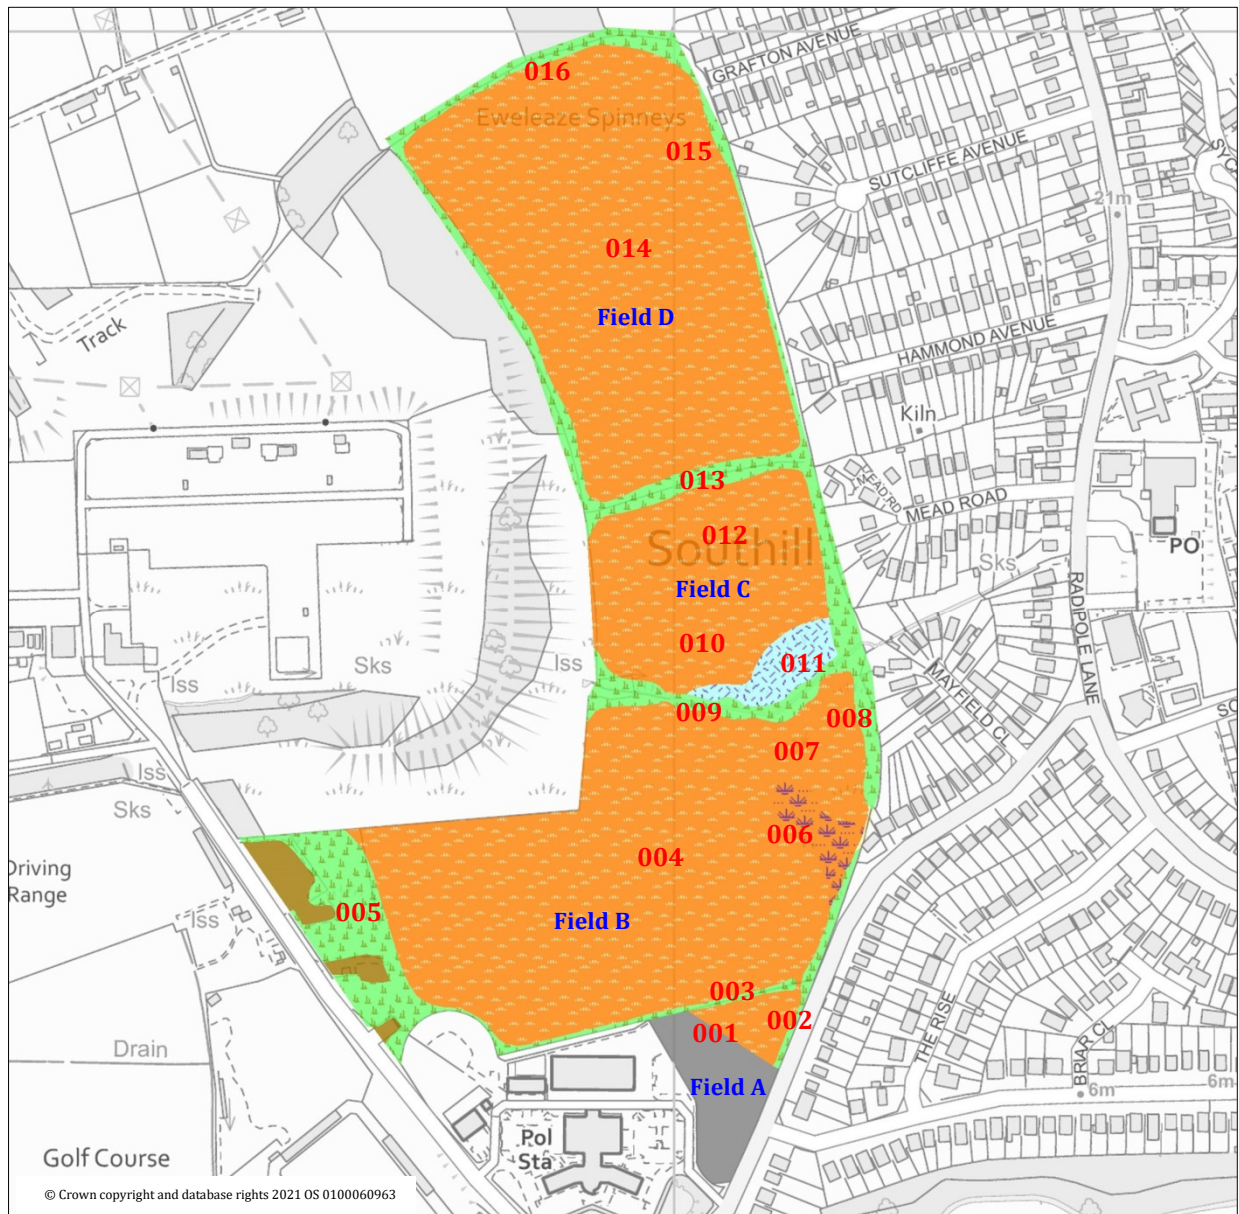 GRAFTON AVENUE
016
Eweleaze Spinneys
015
SUTCLIFFE AVENUE
21m
014
Field D
Track
HAMMOND AVENUE
Kiln
013
MEAD RD
MEAD ROAD
012
Southill
PO
Sks
Field C
RADIPOLE LANE
010
011
Sks
Iss
Iss
MAYFIELD CL
009
008
007
Iss
Sks
006
004
Driving
Range
005
Iss
Field B
003
002
001
THE RISE
BRIAR CL
Drain
Field A
6m
6m
Pol
Sta
Golf Course
© Crown copyright and database rights 2021 OS 0100060963